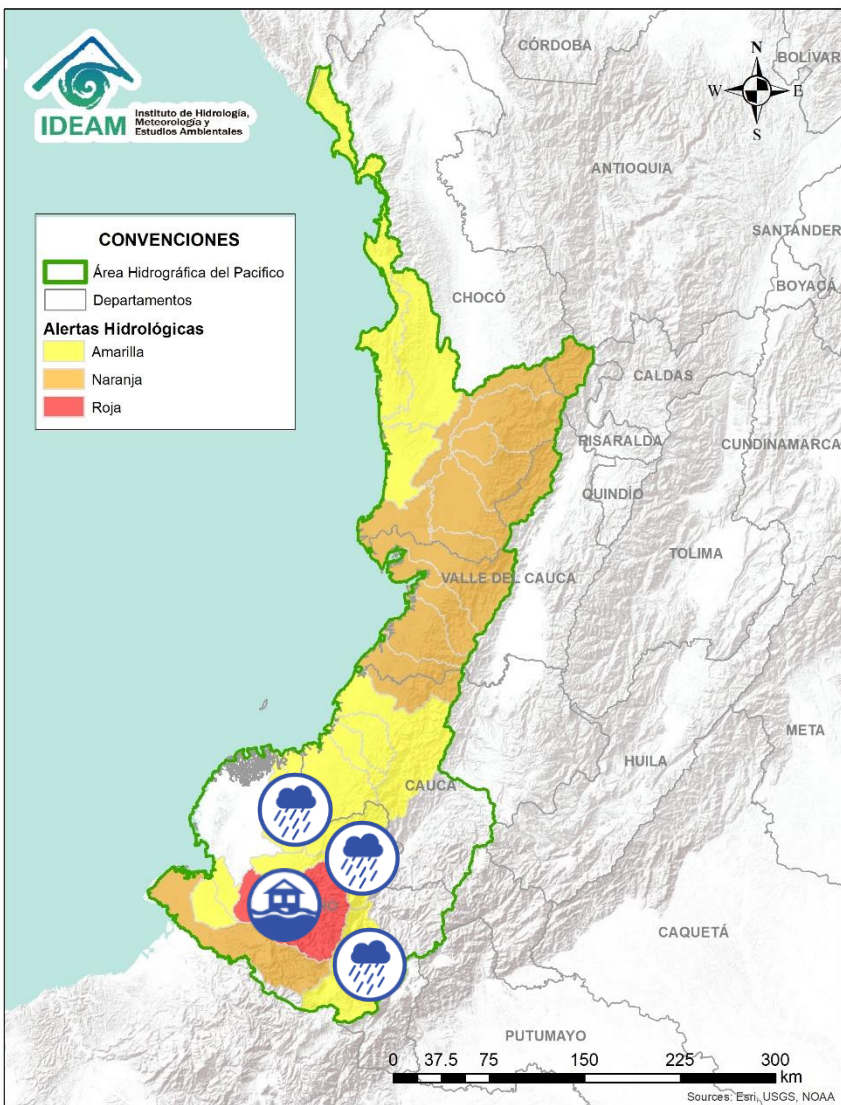 IDEAM
Instituto de Hidrología,
Meteorología y
Estudios Ambientales
CONVENCIONES
Área Hidrográfica del Pacifico
Departamentos
Alertas Hidrológicas
Amarilla
Naranja
Roja
N
W
E
S
CÓRDOBA
BOLÍVAR
ANTIOQUIA
SANTANDER
BOYACÁ
CHOCÓ
CALDAS
RISARALDA
CUNDINAMARCA
QUINDÍO
TOLIMA
VALLE DEL CAUCA
META
HUILA
CAUCA
CAQUETÁ
PUTUMAYO
0
37.5
75
150
225
300
km
Sources: Esri, USGS, NOAA